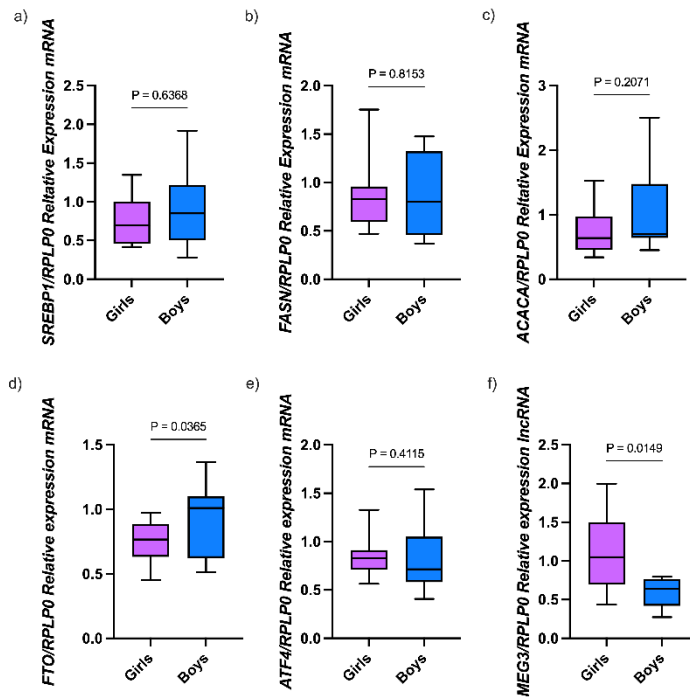 a)
SREBP1/RPLP0 Reltative Expression mRNA
P = 0.6368
2.5
2.0
1.5
1.0
0.5
0.0
Girls
Boys
b)
FASN/RPLP0 Relative Expression mRNA
P = 0.8153
2.0
1.5
1.0
0.5
0.0
Girls
Boys
c)
ACACA/RPLP0 Reltative Expression mRNA
P = 0.2071
3
2
1
0
Girls
Boys
d)
FTO/RPLP0 Relative expression mRNA
P = 0.0365
1.5
1.0
0.5
0.0
Girls
Boys
e)
ATF4/RPLP0 Relative expression mRNA
P = 0.4115
2.0
1.5
1.0
0.5
0.0
Girls
Boys
f)
MEG3/RPLP0 Relative expression lncRNA
P = 0.0149
2.5
2.0
1.5
1.0
0.5
0.0
Girls
Boys